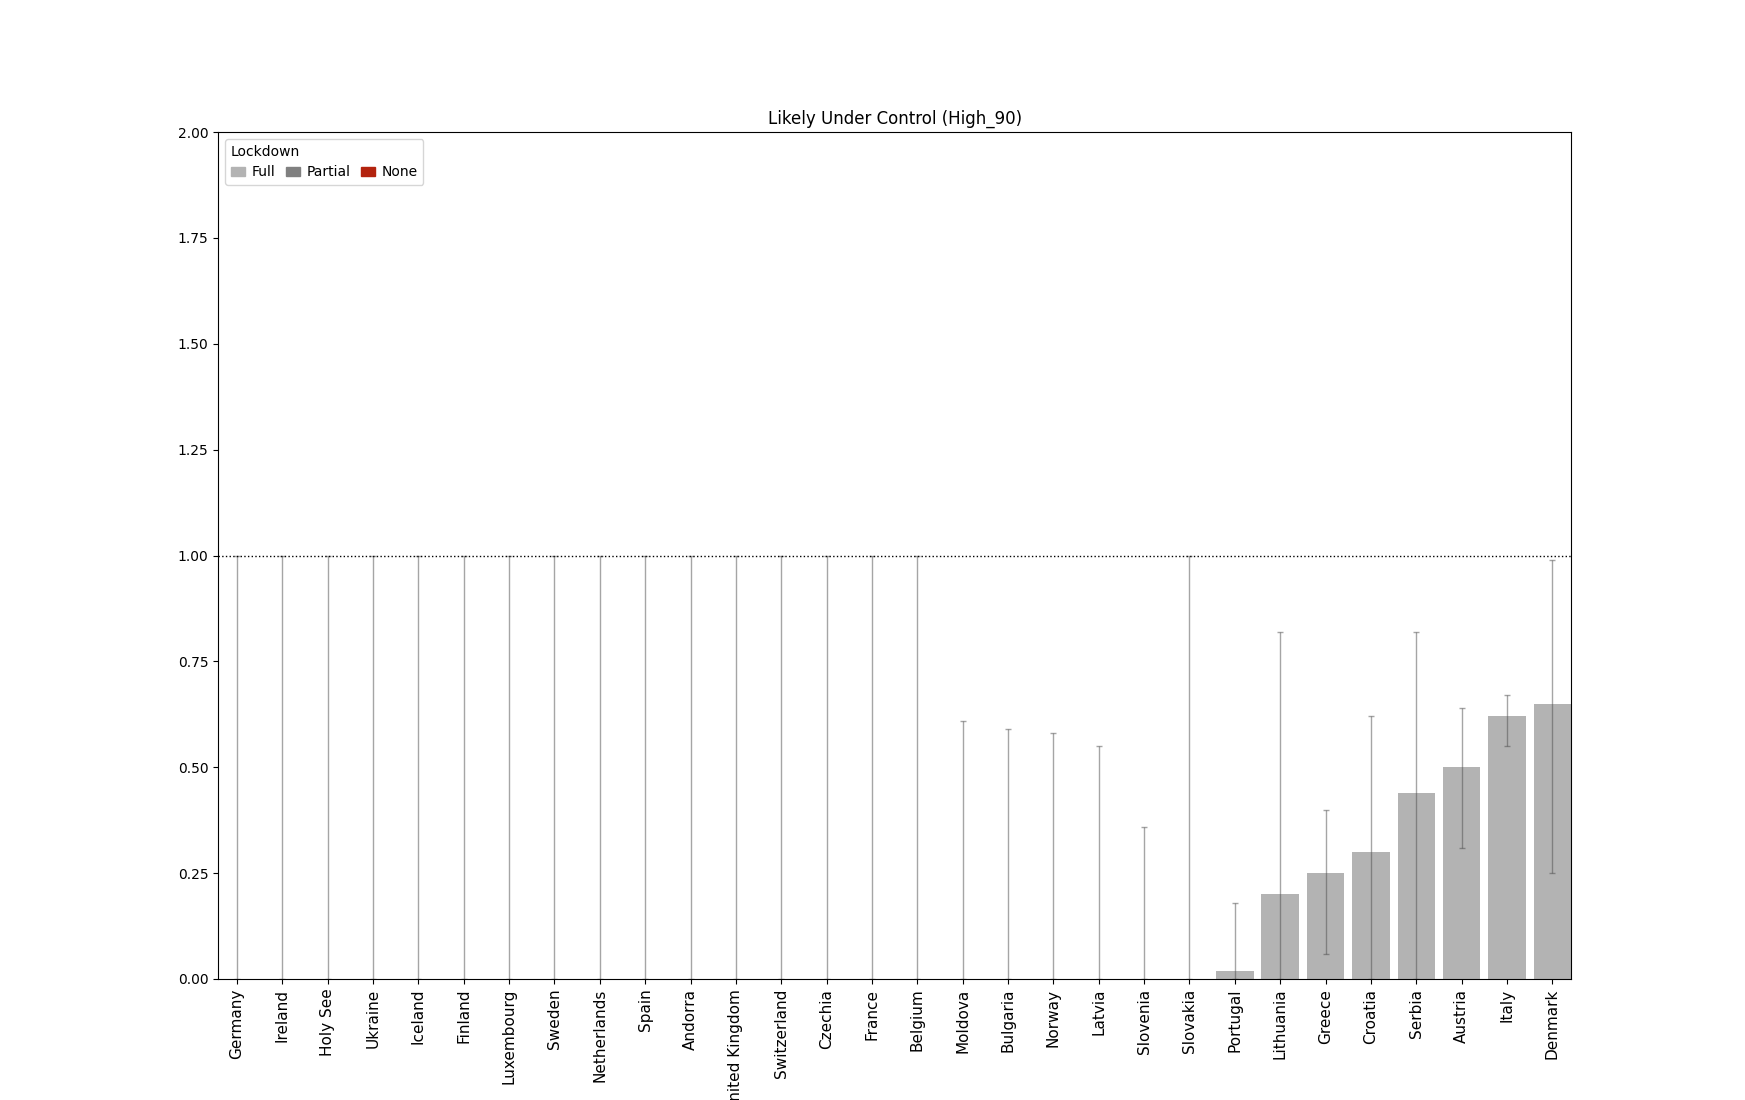 Likely Under Control (High_90)
Lockdown
Full Partial None
2.00
1.75
1.50
1.25
1.00
0.75
0.50
0.25
0.00
Germany
Ireland
Holy See
Ukraine
Iceland
Finland
Luxembourg
Sweden
Netherlands
Spain
Andorra
nited Kingdom
Switzerland
Czechia
France
Belgium
Moldova
Bulgaria
Norway
Latvia
Slovenia
Slovakia
Portugal
Lithuania
Greece
Croatia
Serbia
Austria
Italy
Denmark